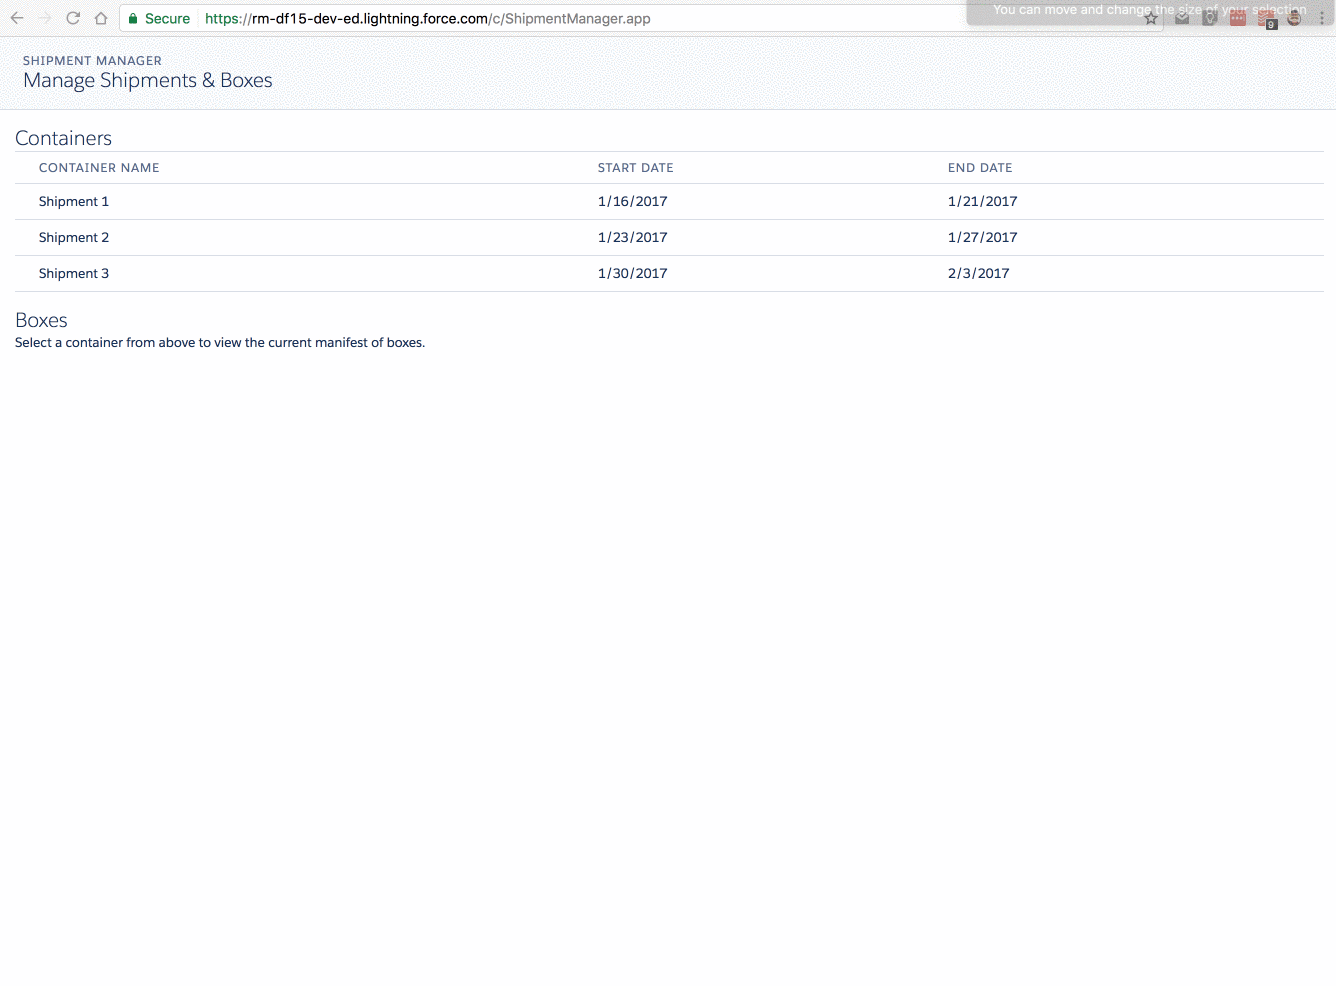 You can move and change the size of your selection
Secure https://rm-df15-dev-ed.lightning.force.com/c/ShipmentManager.app
9
SHIPMENT MANAGER
Manage Shipments & Boxes
Containers
CONTAINER NAME START DATE END DATE
Shipment 1 1/16/2017 1/21/2017
Shipment 2 1/23/2017 1/27/2017
Shipment 3 1/30/2017 2/3/2017
Boxes
Select a container from above to view the current manifest of boxes.